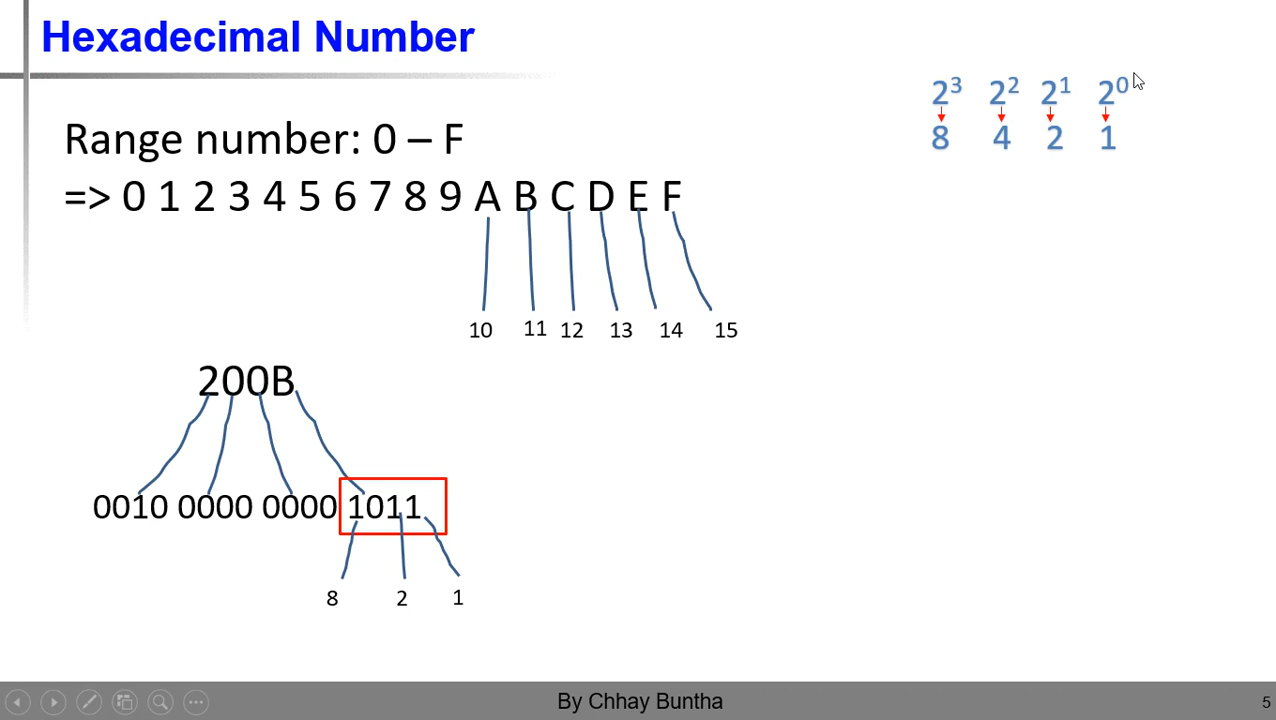 Hexadecimal Number
2³ 2² 2¹ 2⁰
8 4 2 1
Range number: 0 – F
=> 0 1 2 3 4 5 6 7 8 9 A B C D E F
10 11 12 13 14 15
200B
0010 0000 0000 1011
8 2 1
By Chhay Buntha
5